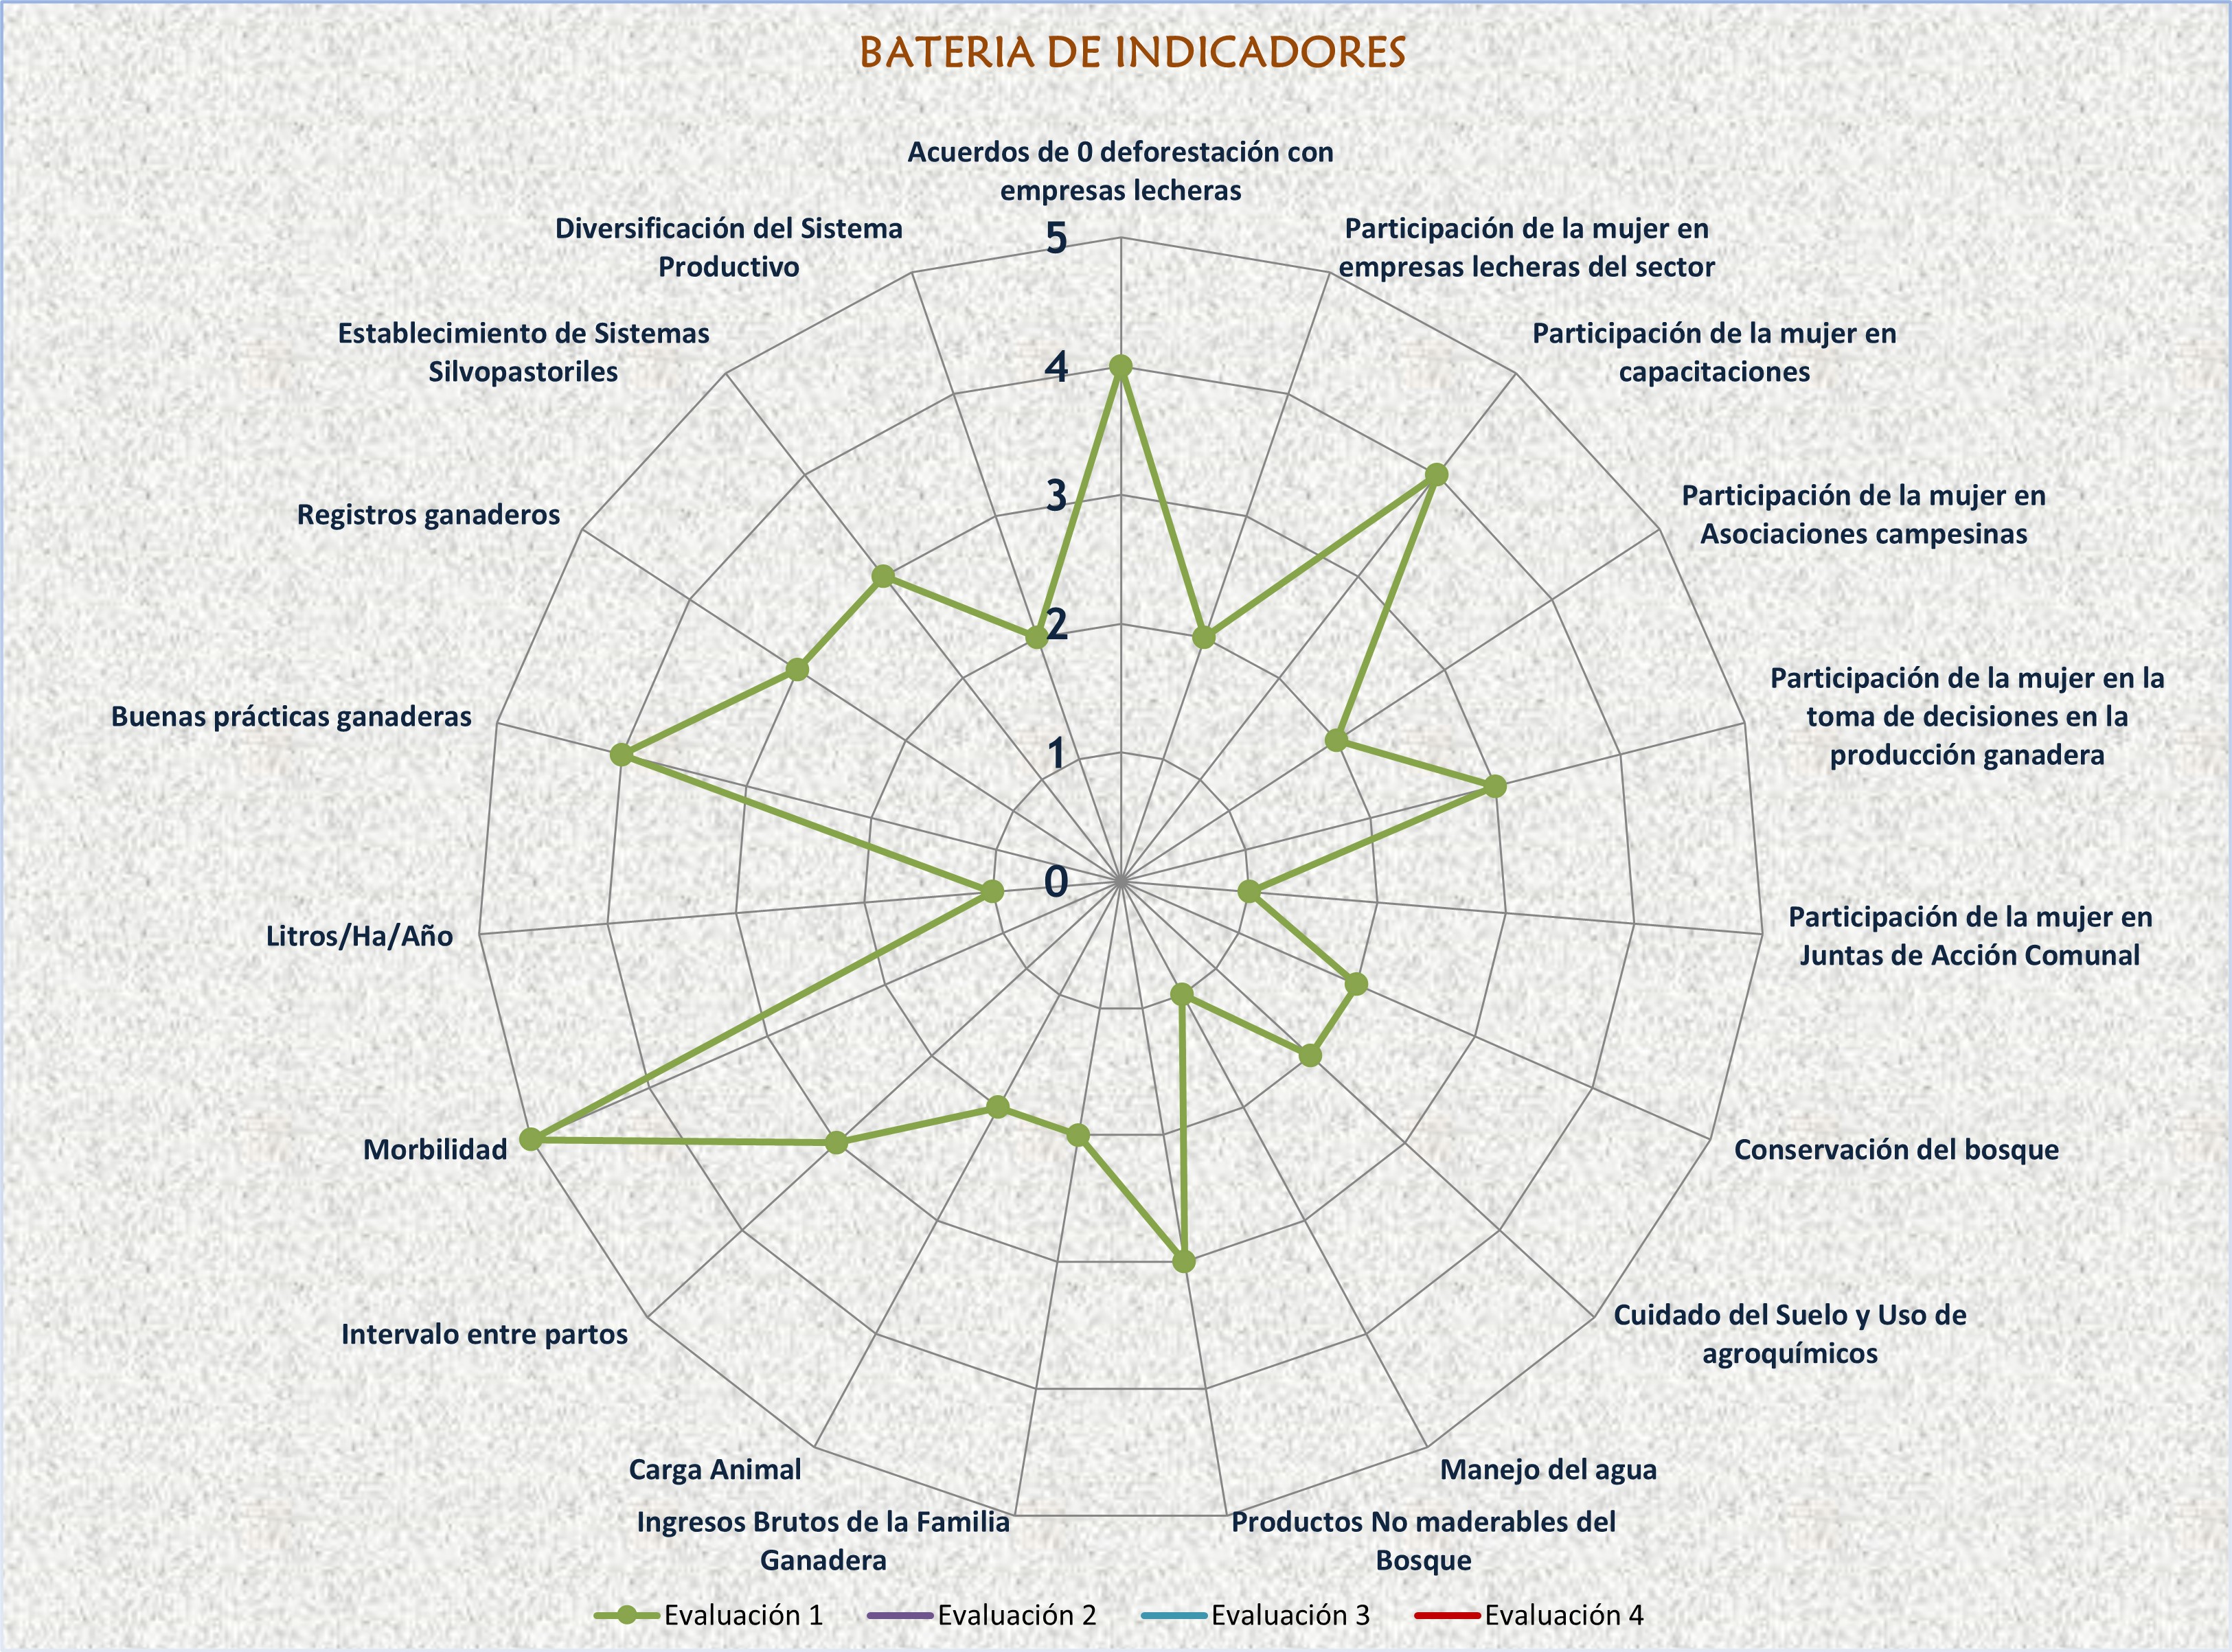 BATERIA DE INDICADORES
Acuerdos de 0 deforestación con
empresas lecheras
Participación de la mujer en
empresas lecheras del sector
Participación de la mujer en
capacitaciones
Participación de la mujer en
Asociaciones campesinas
Participación de la mujer en la
toma de decisiones en la
producción ganadera
Participación de la mujer en
Juntas de Acción Comunal
Conservación del bosque
Cuidado del Suelo y Uso de
agroquímicos
Manejo del agua
Productos No maderables del
Bosque
Ingresos Brutos de la Familia
Ganadera
Carga Animal
Intervalo entre partos
Morbilidad
Litros/Ha/Año
Buenas prácticas ganaderas
Registros ganaderos
Establecimiento de Sistemas
Silvopastoriles
Diversificación del Sistema
Productivo
5
4
3
2
1
0
Evaluación 1
Evaluación 2
Evaluación 3
Evaluación 4